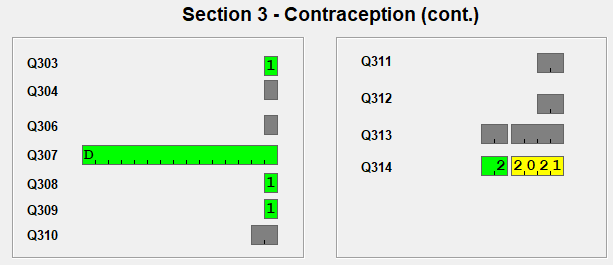 Section 3 - Contraception (cont.)
Q303 1
Q304
Q306
Q307 D
Q308 1
Q309 1
Q310
Q311
Q312
Q313
Q314 2 2021